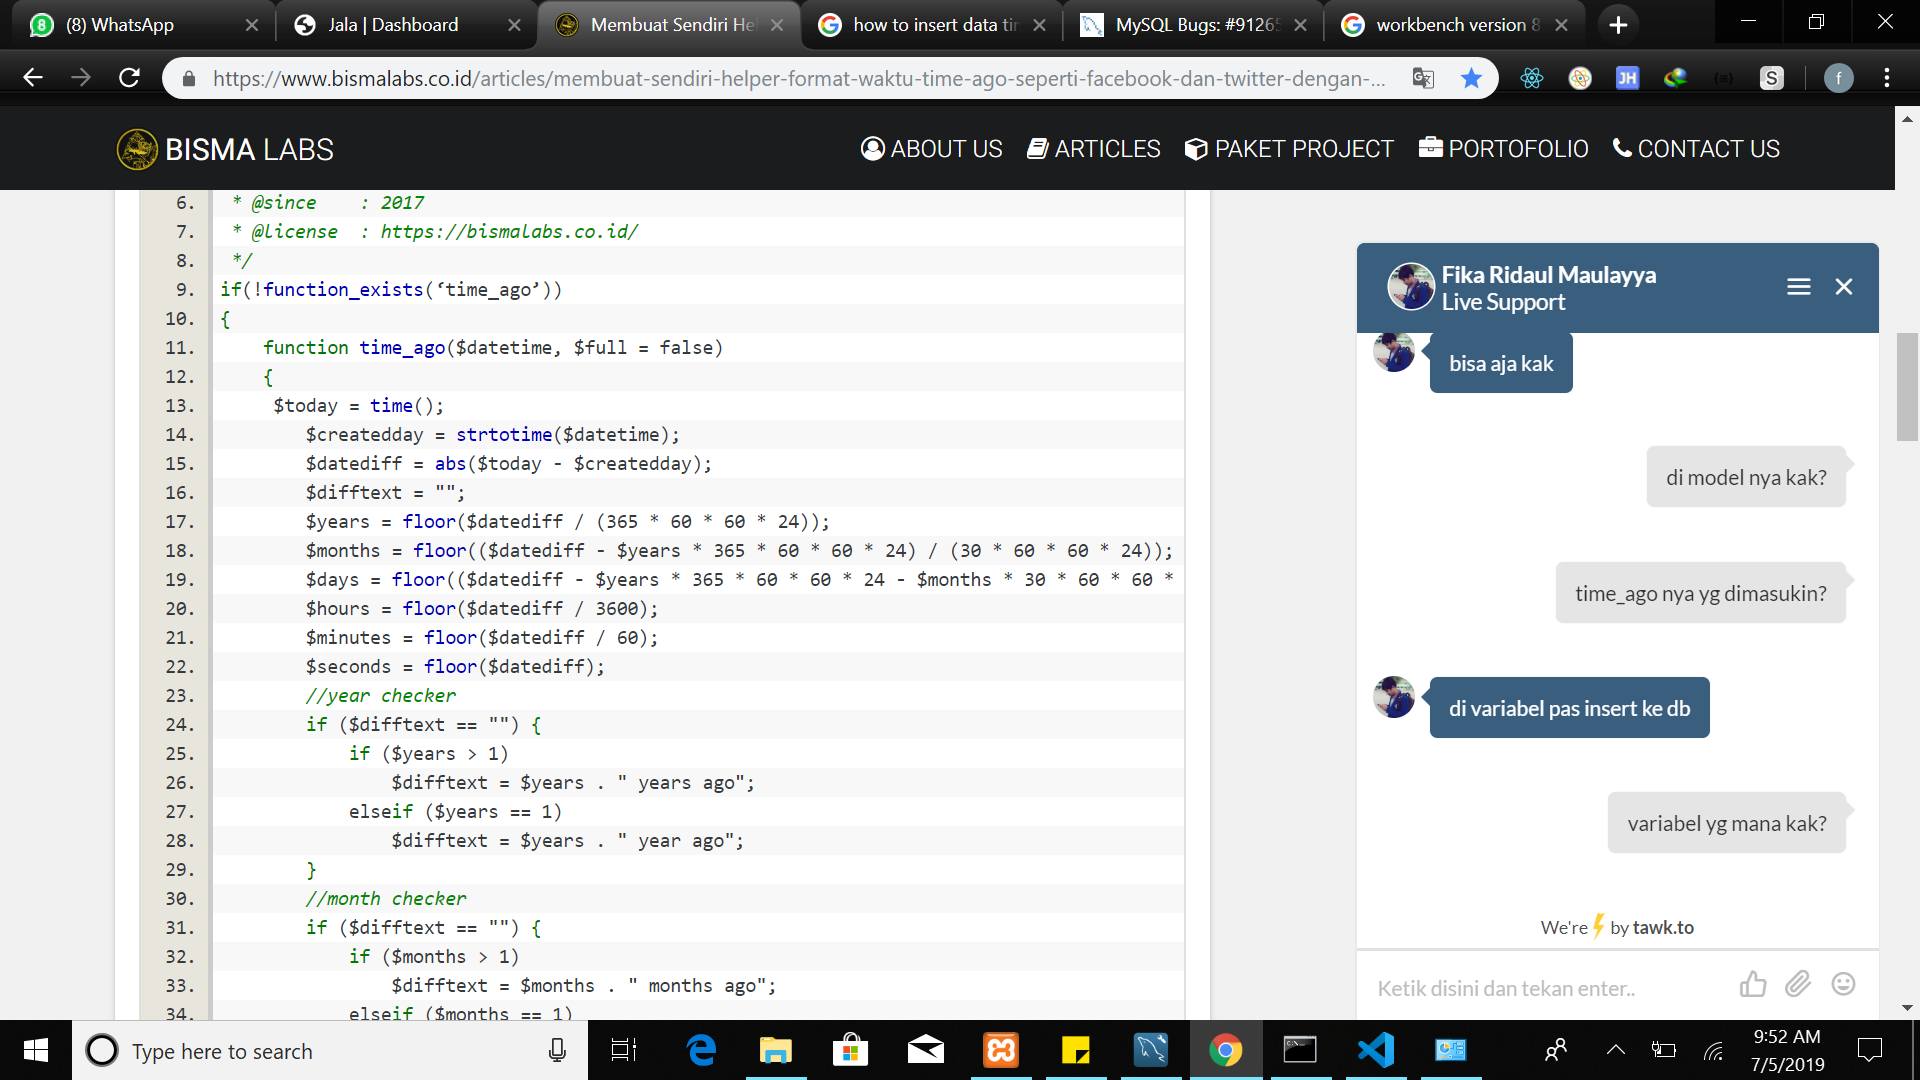 (8) WhatsApp
Jala | Dashboard
Membuat Sendiri Hel
how to insert data tim
MySQL Bugs: #91265
workbench version 8
https://www.bismalabs.co.id/articles/membuat-sendiri-helper-format-waktu-time-ago-seperti-facebook-dan-twitter-dengan-...
JH
S
f
BISMA LABS
ABOUT US
ARTICLES
PAKET PROJECT
PORTOFOLIO
CONTACT US
6. * @since    : 2017
7. * @license  : https://bismalabs.co.id/
8. */
9. if(!function_exists(‘time_ago’))
10. {
11. function time_ago($datetime, $full = false)
12. {
13. $today = time();
14. $createdday = strtotime($datetime);
15. $datediff = abs($today - $createdday);
16. $difftext = "";
17. $years = floor($datediff / (365 * 60 * 60 * 24));
18. $months = floor(($datediff - $years * 365 * 60 * 60 * 24) / (30 * 60 * 60 * 24));
19. $days = floor(($datediff - $years * 365 * 60 * 60 * 24 - $months * 30 * 60 * 60 *
20. $hours = floor($datediff / 3600);
21. $minutes = floor($datediff / 60);
22. $seconds = floor($datediff);
23. //year checker
24. if ($difftext == "") {
25. if ($years > 1)
26. $difftext = $years . " years ago";
27. elseif ($years == 1)
28. $difftext = $years . " year ago";
29. }
30. //month checker
31. if ($difftext == "") {
32. if ($months > 1)
33. $difftext = $months . " months ago";
34. elseif ($months == 1)
Fika Ridaul Maulayya
Live Support
bisa aja kak
di model nya kak?
time_ago nya yg dimasukin?
di variabel pas insert ke db
variabel yg mana kak?
We're by tawk.to
Ketik disini dan tekan enter..
Type here to search
9:52 AM
7/5/2019